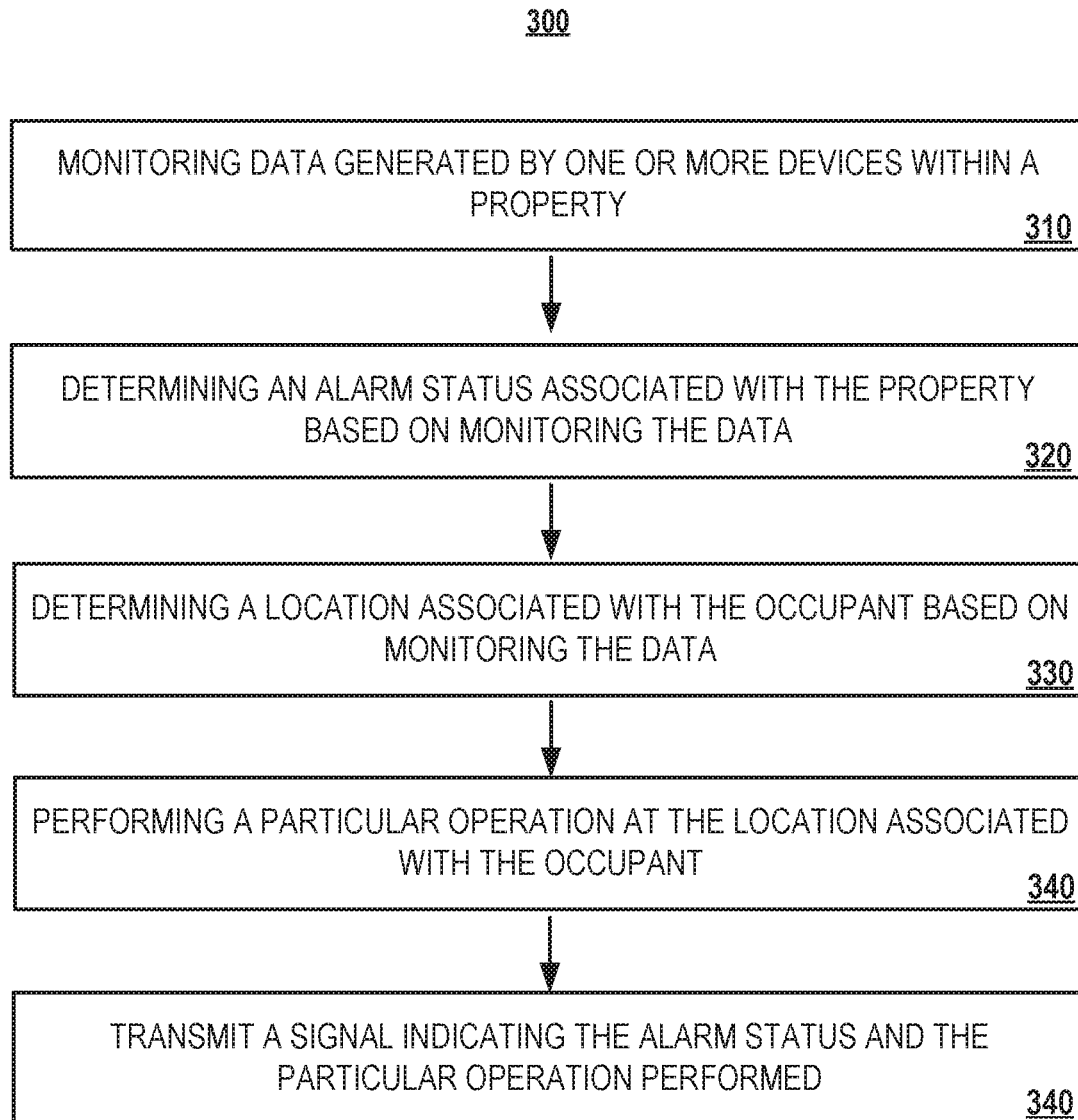 300
MONITORING DATA GENERATED BY ONE OR MORE DEVICES WITHIN A
PROPERTY
310
DETERMINING AN ALARM STATUS ASSOCIATED WITH THE PROPERTY
BASED ON MONITORING THE DATA
320
DETERMINING A LOCATION ASSOCIATED WITH THE OCCUPANT BASED ON
MONITORING THE DATA
330
PERFORMING A PARTICULAR OPERATION AT THE LOCATION ASSOCIATED
WITH THE OCCUPANT
340
TRANSMIT A SIGNAL INDICATING THE ALARM STATUS AND THE
PARTICULAR OPERATION PERFORMED
340